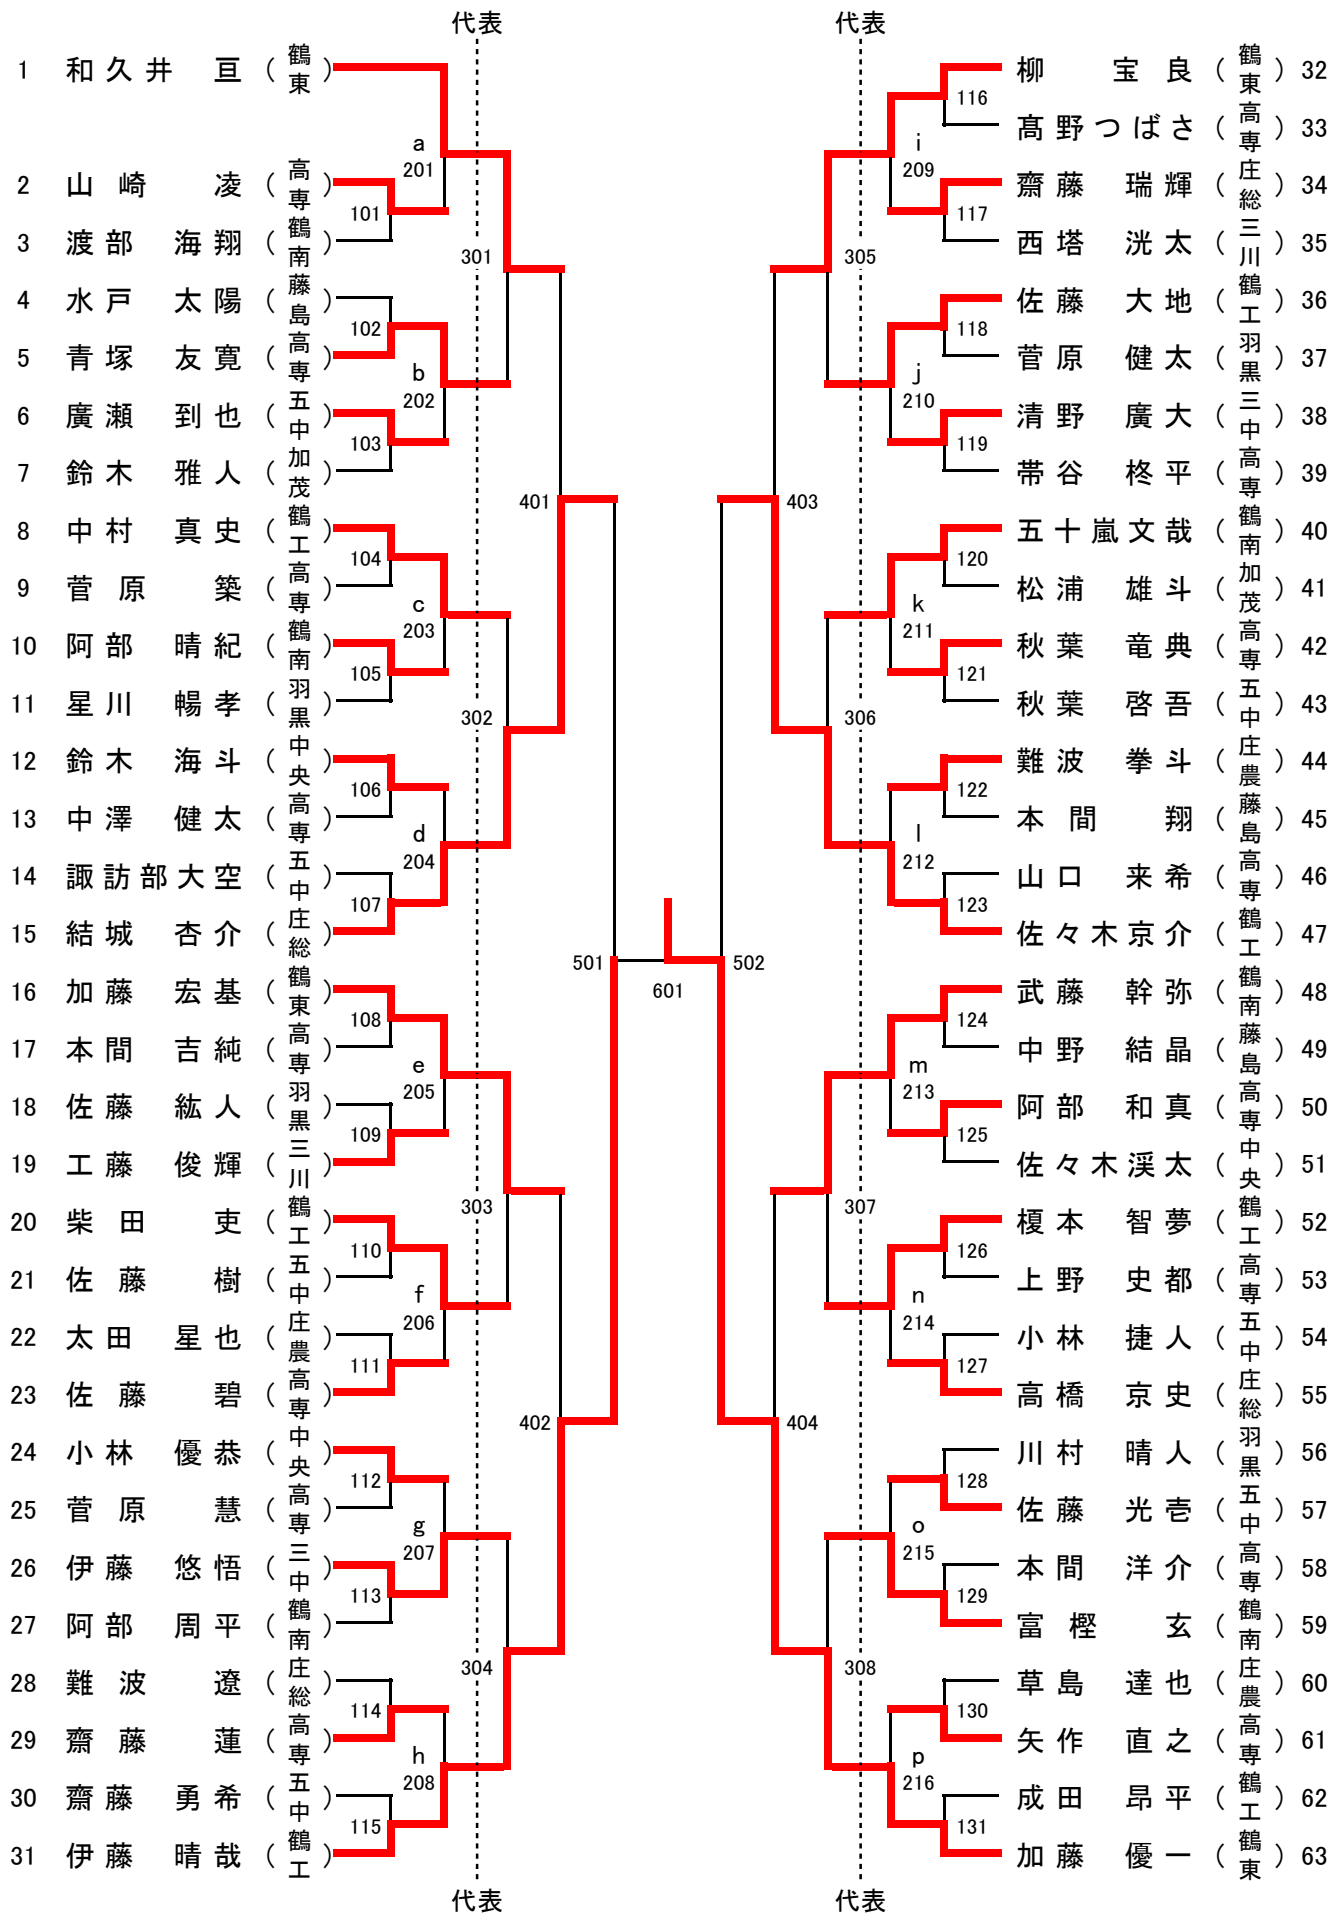 代表 代表
1 和久井 亘 (鶴東)
2 山崎 凌 (高専)
3 渡部 海翔 (鶴南)
4 水戸 太陽 (藤島)
5 青塚 友寛 (高専)
6 廣瀬 到也 (五中)
7 鈴木 雅人 (加茂)
8 中村 真史 (鶴工)
9 菅原 築 (高専)
10 阿部 晴紀 (鶴南)
11 星川 暢孝 (羽黒)
12 鈴木 海斗 (中央)
13 中澤 健太 (高専)
14 諏訪部大空 (五中)
15 結城 杏介 (庄総)
16 加藤 宏基 (鶴東)
17 本間 吉純 (高専)
18 佐藤 紘人 (羽黒)
19 工藤 俊輝 (三川)
20 柴田 吏 (鶴工)
21 佐藤 樹 (五中)
22 太田 星也 (庄農)
23 佐藤 碧 (高専)
24 小林 優恭 (中央)
25 菅原 慧 (高専)
26 伊藤 悠悟 (三中)
27 阿部 周平 (鶴南)
28 難波 遼 (庄総)
29 齋藤 蓮 (高専)
30 齋藤 勇希 (五中)
31 伊藤 晴哉 (鶴工)
101
102
103
104
105
106
107
108
109
110
111
112
113
114
115
a 201
b 202
c 203
d 204
e 205
f 206
g 207
h 208
301
302
303
304
401
402
501
601
502
403
404
305
306
307
308
i 209
j 210
k 211
l 212
m 213
n 214
o 215
p 216
116
117
118
119
120
121
122
123
124
125
126
127
128
129
130
131
柳 宝良 (鶴東) 32
髙野つばさ (高専) 33
齋藤 瑞輝 (庄総) 34
西塔 洸太 (三川) 35
佐藤 大地 (鶴工) 36
菅原 健太 (羽黒) 37
清野 廣大 (三中) 38
帯谷 柊平 (高専) 39
五十嵐文哉 (鶴南) 40
松浦 雄斗 (加茂) 41
秋葉 竜典 (高専) 42
秋葉 啓吾 (五中) 43
難波 拳斗 (庄農) 44
本間 翔 (藤島) 45
山口 来希 (高専) 46
佐々木京介 (鶴工) 47
武藤 幹弥 (鶴南) 48
中野 結晶 (藤島) 49
阿部 和真 (高専) 50
佐々木渓太 (中央) 51
榎本 智夢 (鶴工) 52
上野 史都 (高専) 53
小林 捷人 (五中) 54
高橋 京史 (庄総) 55
川村 晴人 (羽黒) 56
佐藤 光壱 (五中) 57
本間 洋介 (高専) 58
富樫 玄 (鶴南) 59
草島 達也 (庄農) 60
矢作 直之 (高専) 61
成田 昂平 (鶴工) 62
加藤 優一 (鶴東) 63
代表 代表